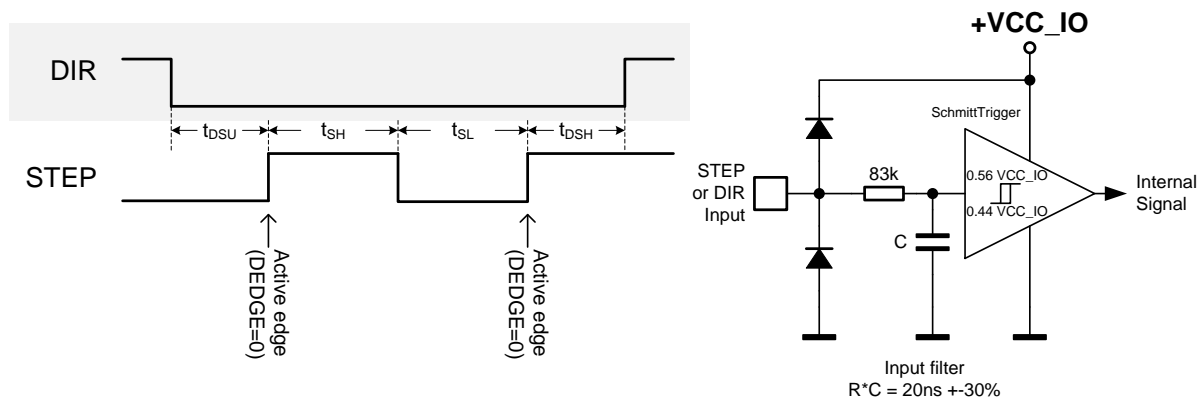 DIR
t_DSU
t_SH
t_SL
t_DSH
STEP
Active edge
(DEDGE=0)
Active edge
(DEDGE=0)
+VCC_IO
SchmittTrigger
STEP
or DIR
Input
83k
C
0.56 VCC_IO
0.44 VCC_IO
Internal
Signal
Input filter
R*C = 20ns +-30%